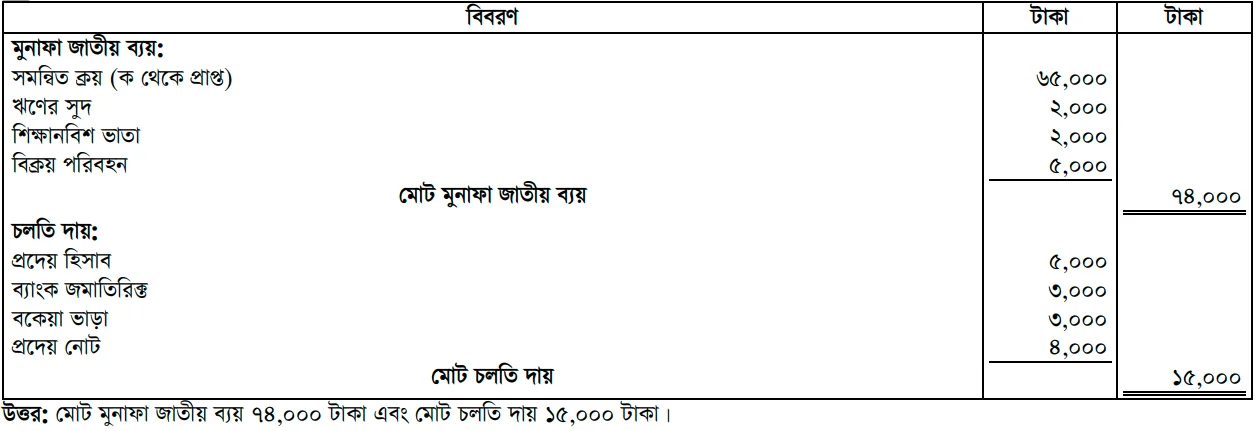 বিবরণ টাকা টাকা
মুনাফা জাতীয় ব্যয়:
সমন্বিত ক্রয় (ক থেকে প্রাপ্ত) ৬৫,০০০
ঋণের সুদ ২,০০০
শিক্ষানবিশ ভাতা ২,০০০
বিক্রয় পরিবহন ৫,০০০
মোট মুনাফা জাতীয় ব্যয় ৭৪,০০০
চলতি দায়:
প্রদেয় হিসাব ৫,০০০
ব্যাংক জমাতিরিক্ত ৩,০০০
বকেয়া ভাড়া ৩,০০০
প্রদেয় নোট ৪,০০০
মোট চলতি দায় ১৫,০০০
উত্তর: মোট মুনাফা জাতীয় ব্যয় ৭৪,০০০ টাকা এবং মোট চলতি দায় ১৫,০০০ টাকা।